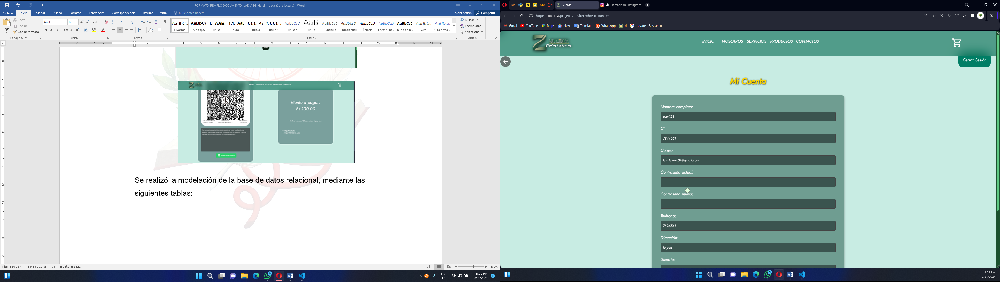 FORMATO EJEMPLO DOCUMENTO -JAR-ABG-Help[1].docx (Solo lectura) - Word
Archivo Inicio Insertar Diseño Formato Referencias Correspondencia Revisar Vista ¿Qué desea hacer? Iniciar sesión Compartir
Pegar
Cortar
Copiar
Copiar formato
Portapapeles
Arial 12
Fuente
Párrafo
AaBbCc AaBbCc I. AaB 1.1. AaE 1.1.1. Aa 1.1.1.1. AaBbCcD AaB AaBbCcD AaBbCcD AaBbCcD AaBbCcD AaBbCcD AaBbCc AaBbCc
¶ Normal ¶ Sin espa... Título 1 Título 2 Título 3 Título 4 Título 5 Título Subtítulo Énfasis sutil Énfasis Énfasis int... Texto en n... Cita Cita desta...
Estilos
Buscar
Reemplazar
Seleccionar
Edición
INICIO NOSOTROS SERVICIOS PRODUCTOS CONTACTOS
Monto a pagar:
Bs.100.00
Se realizó la modelación de la base de datos relacional, mediante las
siguientes tablas:
Página 30 de 41 5448 palabras Español (Bolivia) 180%
ESP
ES
11:02 PM
10/21/2024
Cuenta Llamada de Instagram
http://localhost/project-zequitex/php/account.php
Gmail YouTube Maps News Translate WhatsApp d traslate - Buscar co...
ZEQUITEX
Diseños Inteligentes
INICIO NOSOTROS SERVICIOS PRODUCTOS CONTACTOS
Cerrar Sesión
Mi Cuenta
Nombre completo:
user123
CI:
7894561
Correo:
luis.futuro.01@gmail.com
Contraseña actual:
Contraseña nueva:
Teléfono:
7894561
Dirección:
la paz
Usuario:
11:02 PM
10/21/2024